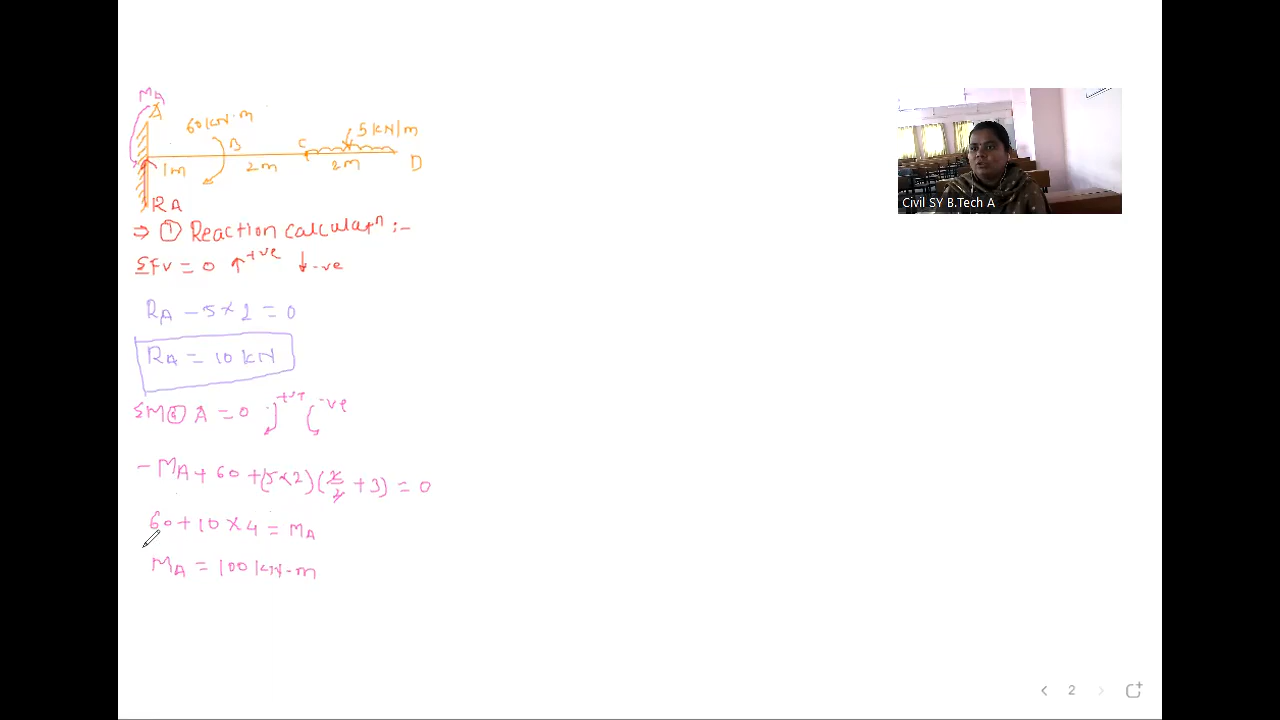 MA
A
60 kN.m
B
C
5 kN/m
1m
2m
2m
D
RA
⇒ ① Reaction calculatⁿ :-
ΣFV = 0 ↑+ve ↓-ve
RA - 5×2 = 0
RA = 10 kN
ΣM@ A = 0 +ve -ve
- MA + 60 + (5×2)(2/2 + 3) = 0
60 + 10 × 4 = MA
MA = 100 kN-m
Civil SY B.Tech A
2